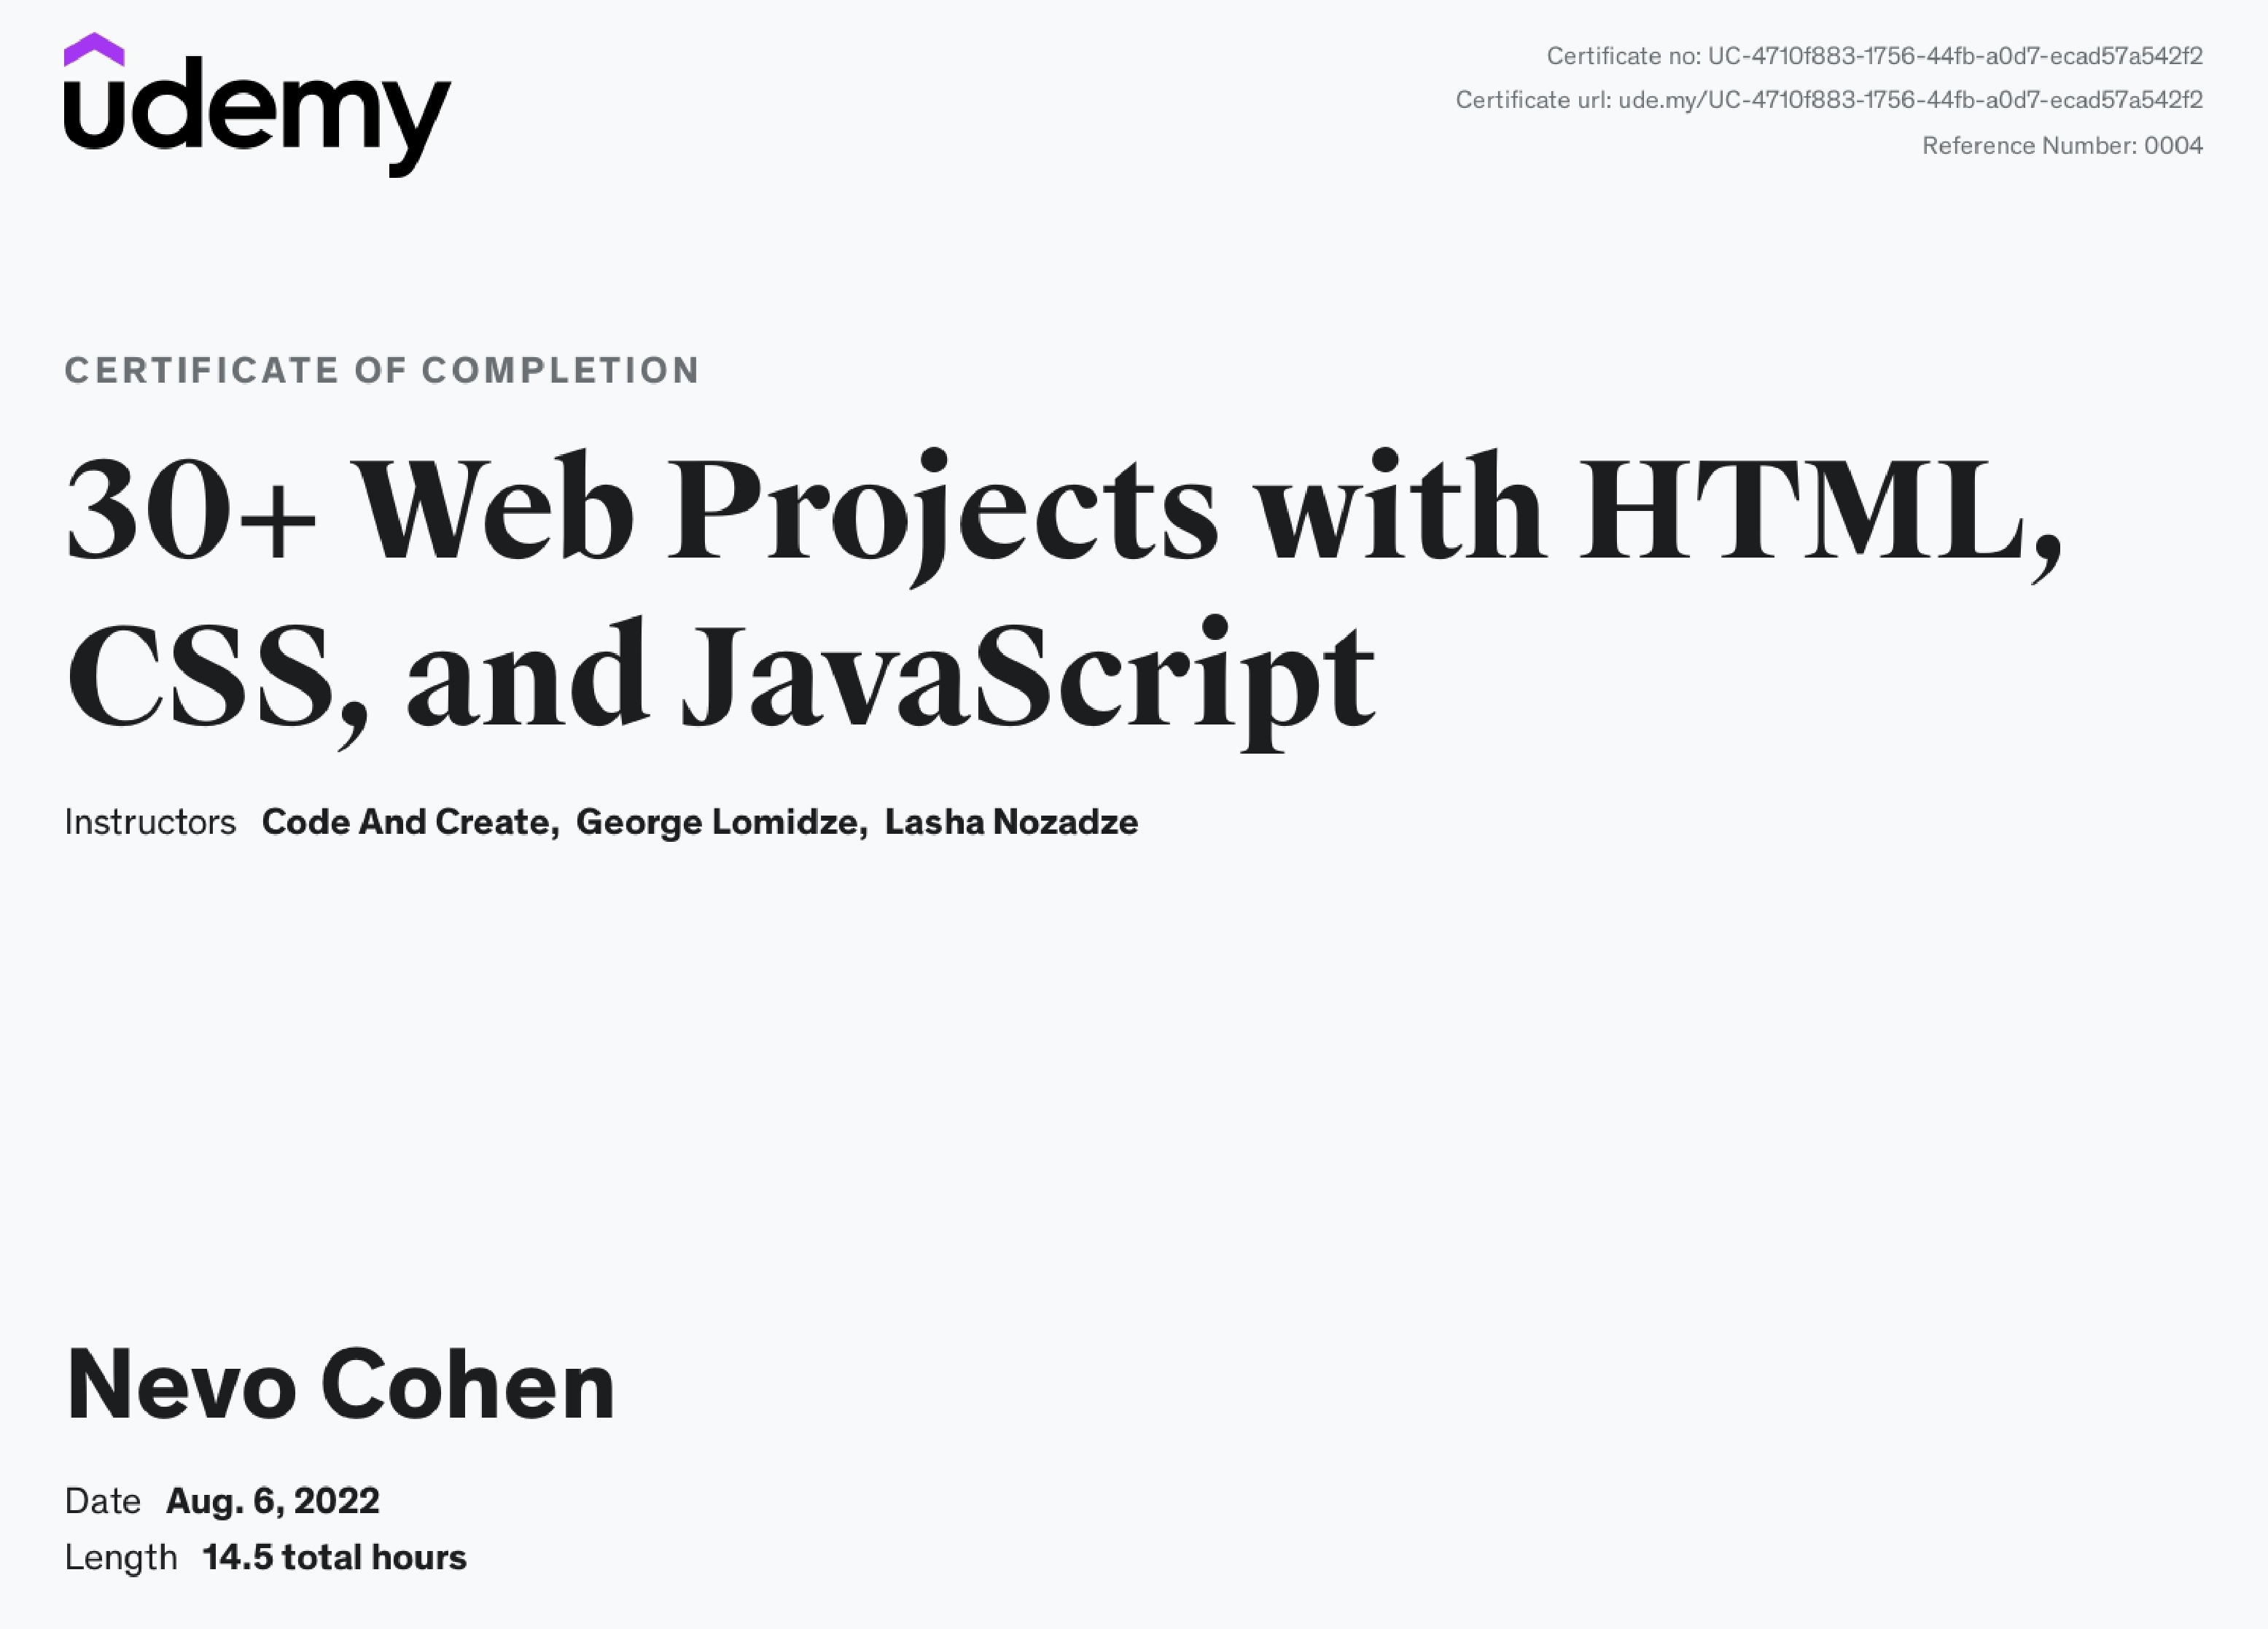 udemy
Certificate no: UC-4710f883-1756-44fb-a0d7-ecad57a542f2
Certificate url: ude.my/UC-4710f883-1756-44fb-a0d7-ecad57a542f2
Reference Number: 0004
CERTIFICATE OF COMPLETION
30+ Web Projects with HTML,
CSS, and JavaScript
Instructors Code And Create, George Lomidze, Lasha Nozadze
Nevo Cohen
Date Aug. 6, 2022
Length 14.5 total hours